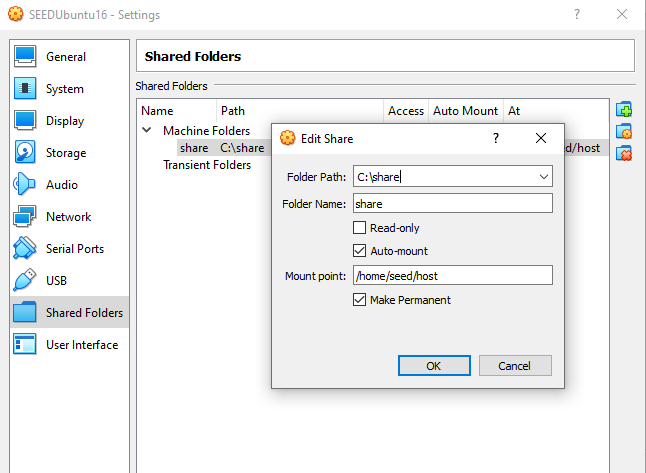 SEEDUbuntu16 - Settings
?
General
System
Display
Storage
Audio
Network
Serial Ports
USB
Shared Folders
User Interface
Shared Folders
Shared Folders
Name Path Access Auto Mount At
Machine Folders
share C:\share ed/host
Transient Folders
Edit Share
?
Folder Path: C:\share
Folder Name: share
Read-only
Auto-mount
Mount point: /home/seed/host
Make Permanent
OK Cancel